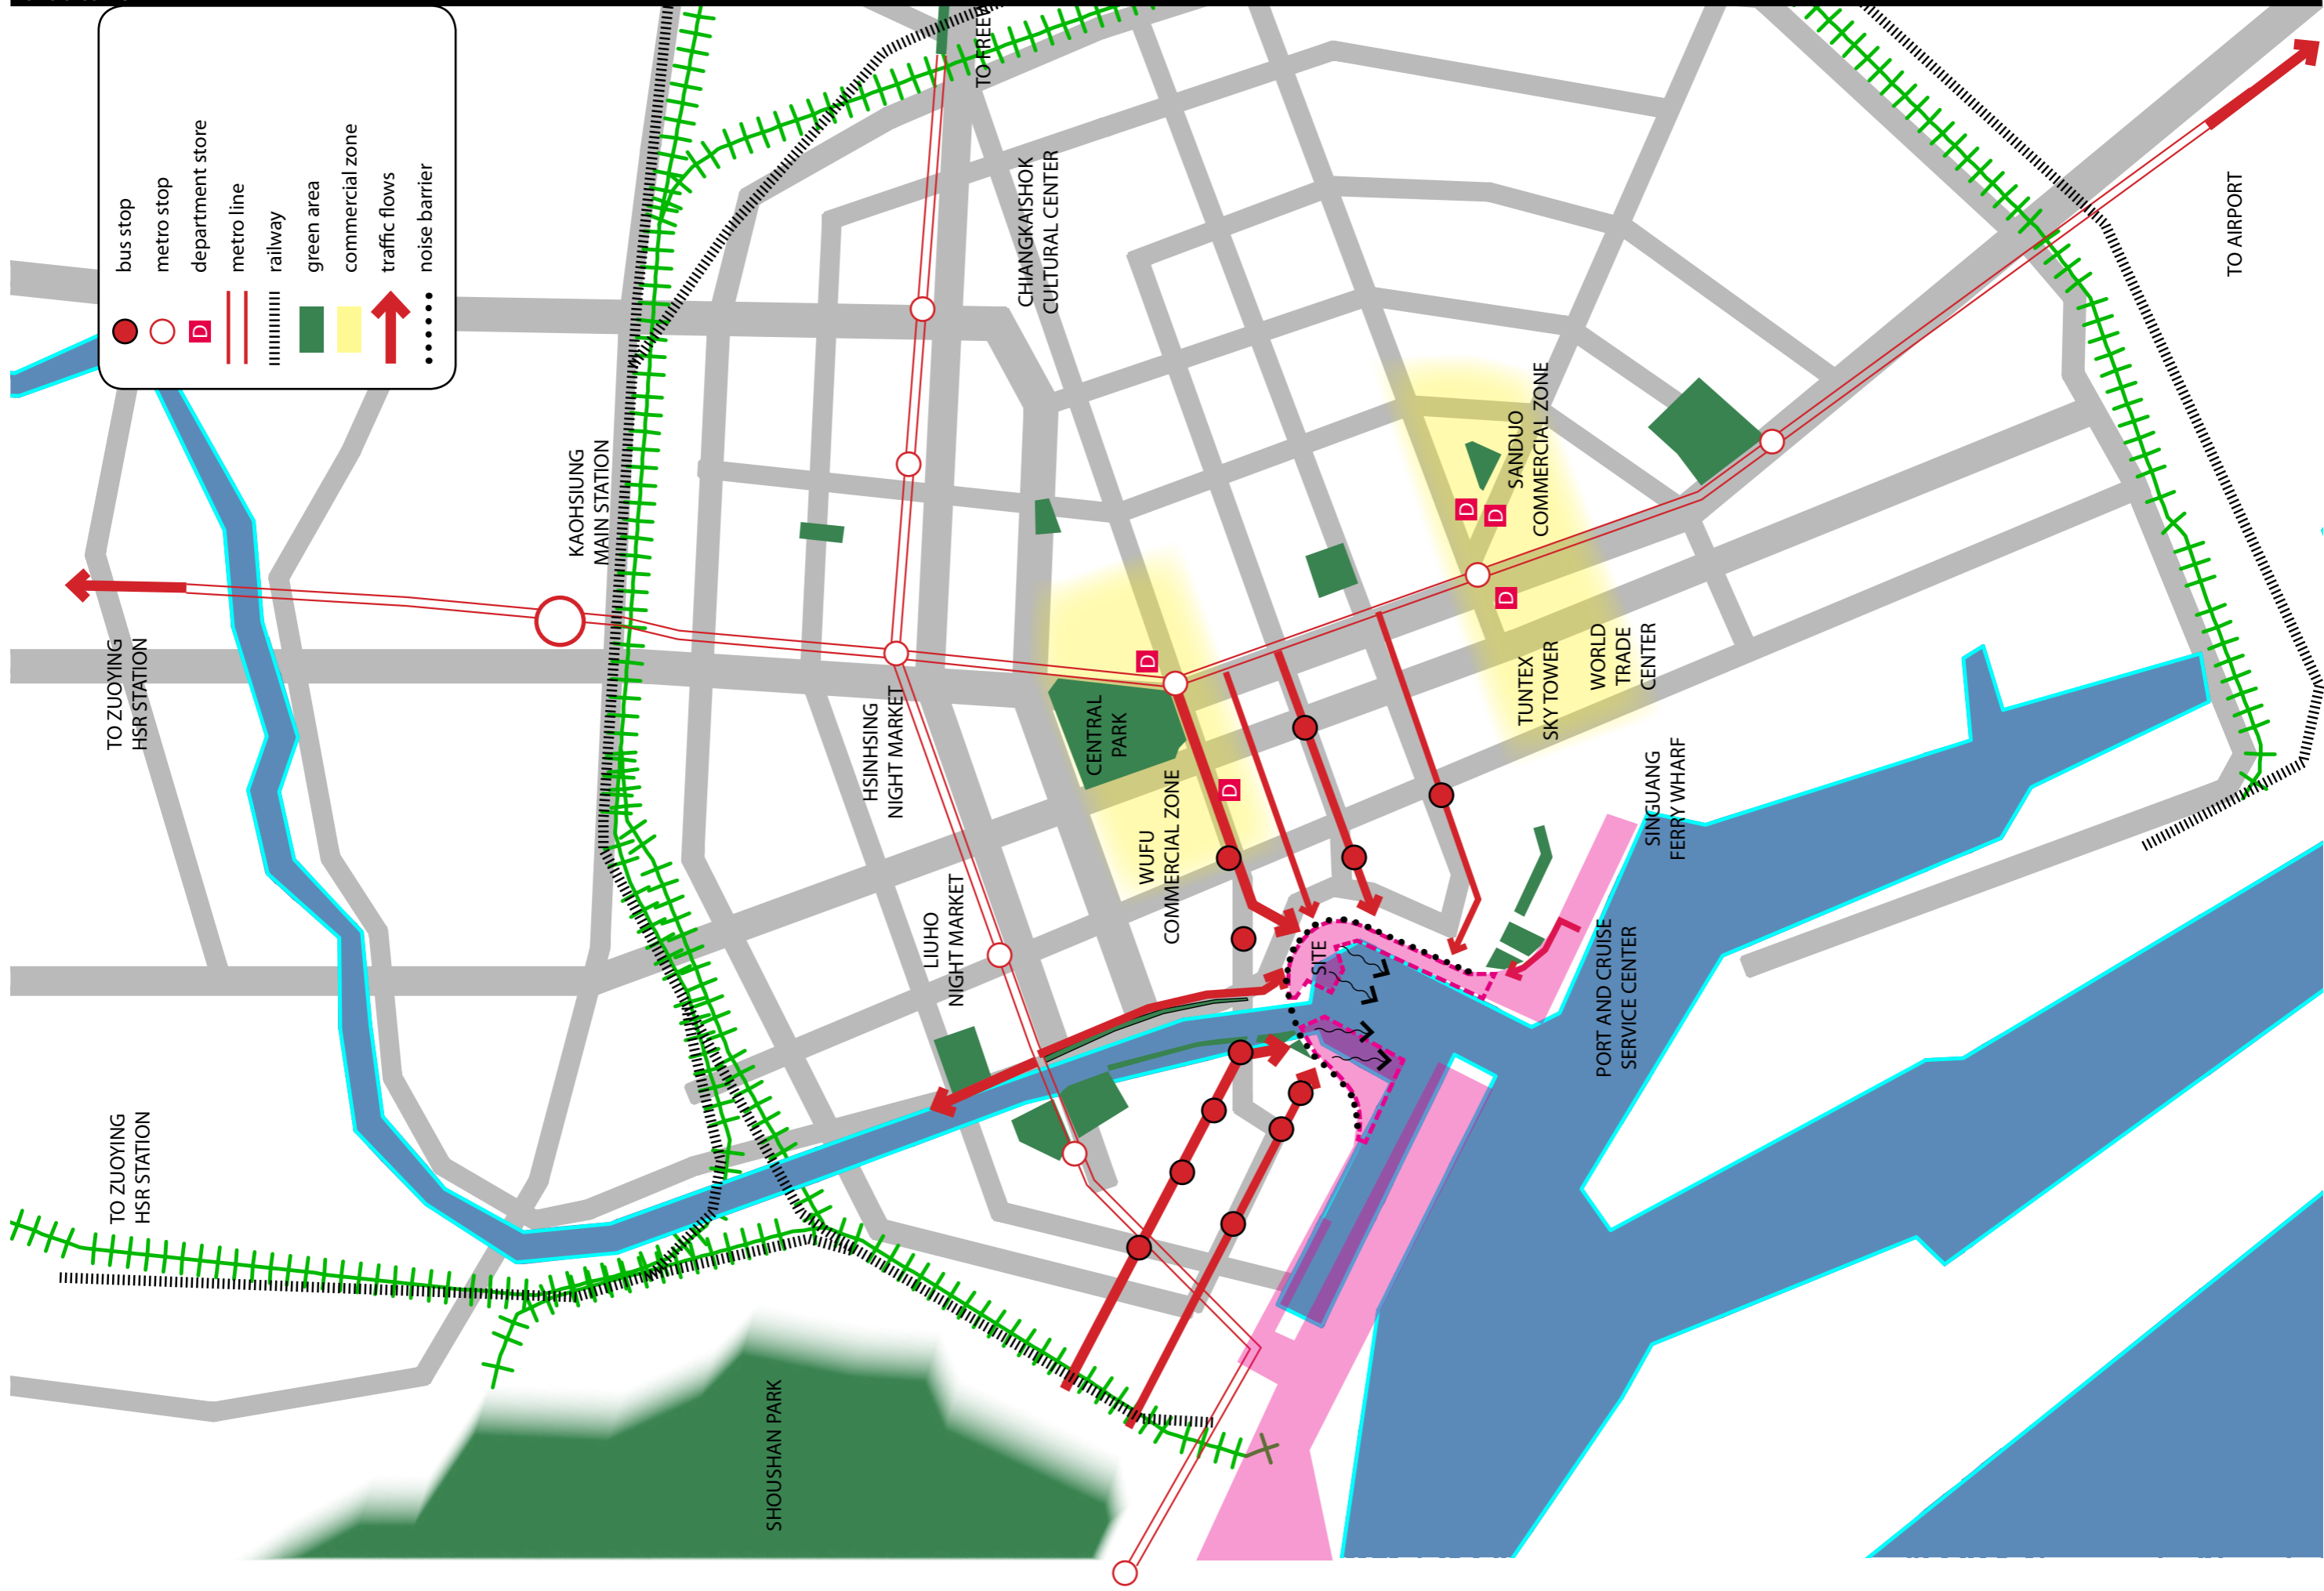 bus stop
metro stop
D
department store
metro line
railway
green area
commercial zone
traffic flows
noise barrier
TO ZUOYING
HSR STATION
TO ZUOYING
HSR STATION
KAOHSIUNG
MAIN STATION
SHOUSHAN PARK
HSINHSING
NIGHT MARKET
LIUHO
NIGHT MARKET
CHIANGKAISHOK
CULTURAL CENTER
CENTRAL
PARK
WUFU
COMMERCIAL ZONE
D
D
SITE
SANDUO
COMMERCIAL ZONE
D
D
D
TUNTEX
SKY TOWER
WORLD
TRADE
CENTER
SINGUANG
FERRY WHARF
PORT AND CRUISE
SERVICE CENTER
TO AIRPORT